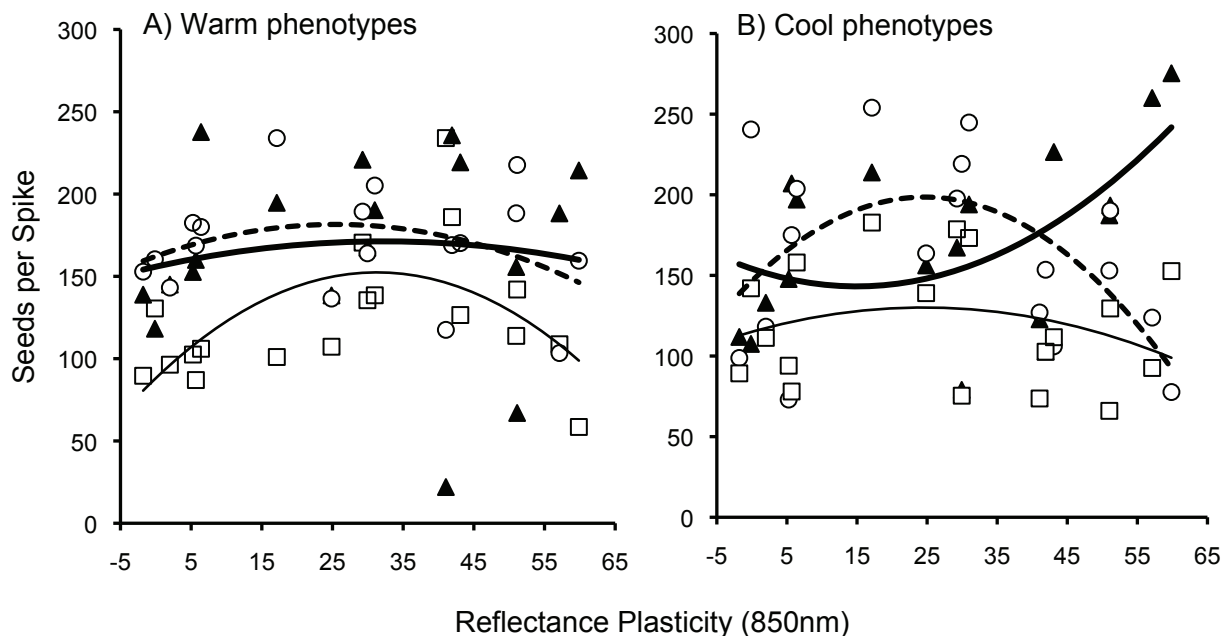 A) Warm phenotypes
B) Cool phenotypes
Seeds per Spike
300
250
200
150
100
50
0
-5 5 15 25 35 45 55 65
300
250
200
150
100
50
0
-5 5 15 25 35 45 55 65
Reflectance Plasticity (850nm)